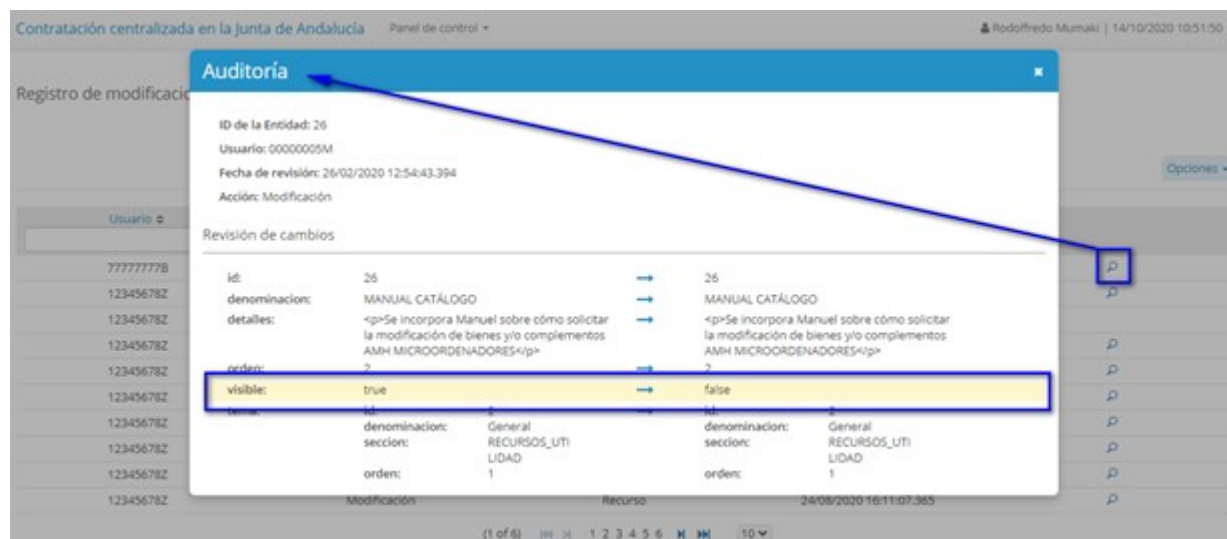 Contratación centralizada en la Junta de Andalucía Panel de control Rodolfredo Mumaki | 14/10/2020 10:51:50
Auditoría
Registro de modificacio
ID de la Entidad: 26
Usuario: 00000005M
Fecha de revisión: 26/02/2020 12:54:43.394
Opciones
Acción: Modificación
Usuario
Revisión de cambios
77777777B
id: 26 26
12345678Z
denominacion: MANUAL CATÁLOGO MANUAL CATÁLOGO
12345678Z
detalles: <p>Se incorpora Manuel sobre cómo solicitar <p>Se incorpora Manuel sobre cómo solicitar
la modificación de bienes y/o complementos la modificación de bienes y/o complementos
12345678Z
AMH MICROORDENADORES</p> AMH MICROORDENADORES</p>
12345678Z
orden: 2 2
12345678Z
visible: true false
tema: id: 2 id: 2
12345678Z
denominacion: General denominacion: General
12345678Z
seccion: RECURSOS_UTI seccion: RECURSOS_UTI
LIDAD LIDAD
12345678Z
orden: 1 orden: 1
12345678Z Modificación Recurso 24/08/2020 16:11:07.365
(1 of 6) 1 2 3 4 5 6 10